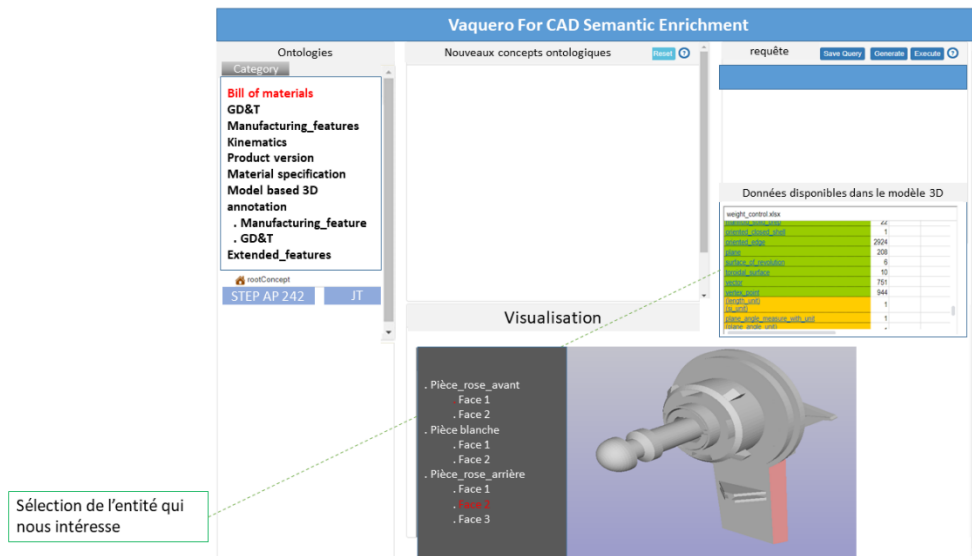 Vaquero For CAD Semantic Enrichment
Ontologies
Category
Bill of materials
GD&T
Manufacturing_features
Kinematics
Product version
Material specification
Model based 3D
annotation
. Manufacturing_feature
. GD&T
Extended_features
rootConcept
STEP AP 242
JT
Nouveaux concepts ontologiques
Reset
?
requête
Save Query
Generate
Execute
?
Données disponibles dans le modèle 3D
weight_control.xlsx
22
oriented_closed_shell 1
oriented_edge 2924
plane 208
surface_of_revolution 6
toroidal_surface 10
vector 751
vertex_point 944
(length_unit)
1
plane_angle_measure_with_unit 1
(plane_angle_unit)
Visualisation
. Pièce_rose_avant
. Face 1
. Face 2
. Pièce blanche
. Face 1
. Face 2
. Pièce_rose_arrière
. Face 1
. Face 2
. Face 3
Sélection de l'entité qui
nous intéresse